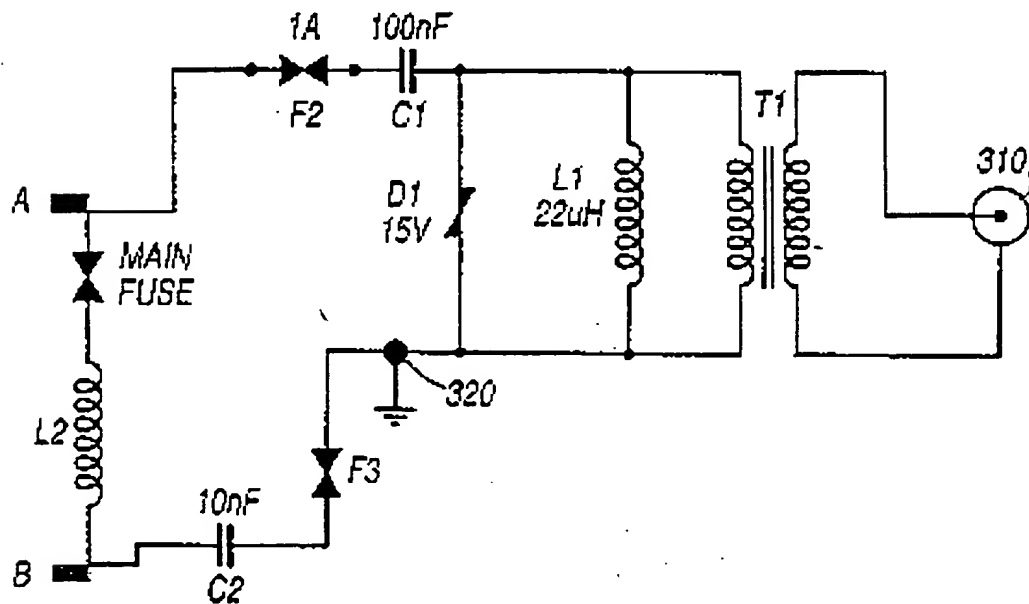 1A
100nF
F2
C1
T1
310
A
D1
15V
L1
22uH
MAIN
FUSE
320
L2
F3
10nF
B
C2